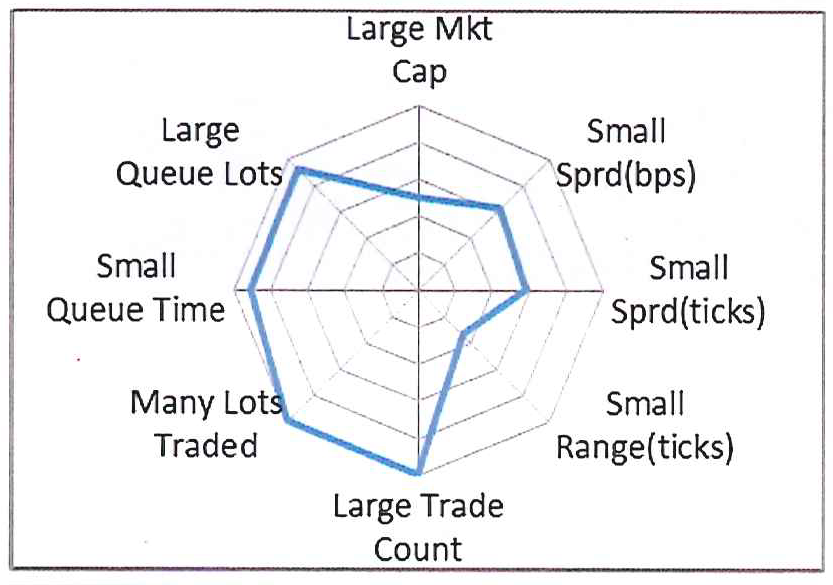 Large Mkt
Cap
Small
Sprd(bps)
Small
Sprd(ticks)
Small
Range(ticks)
Large Trade
Count
Many Lots
Traded
Small
Queue Time
Large
Queue Lots